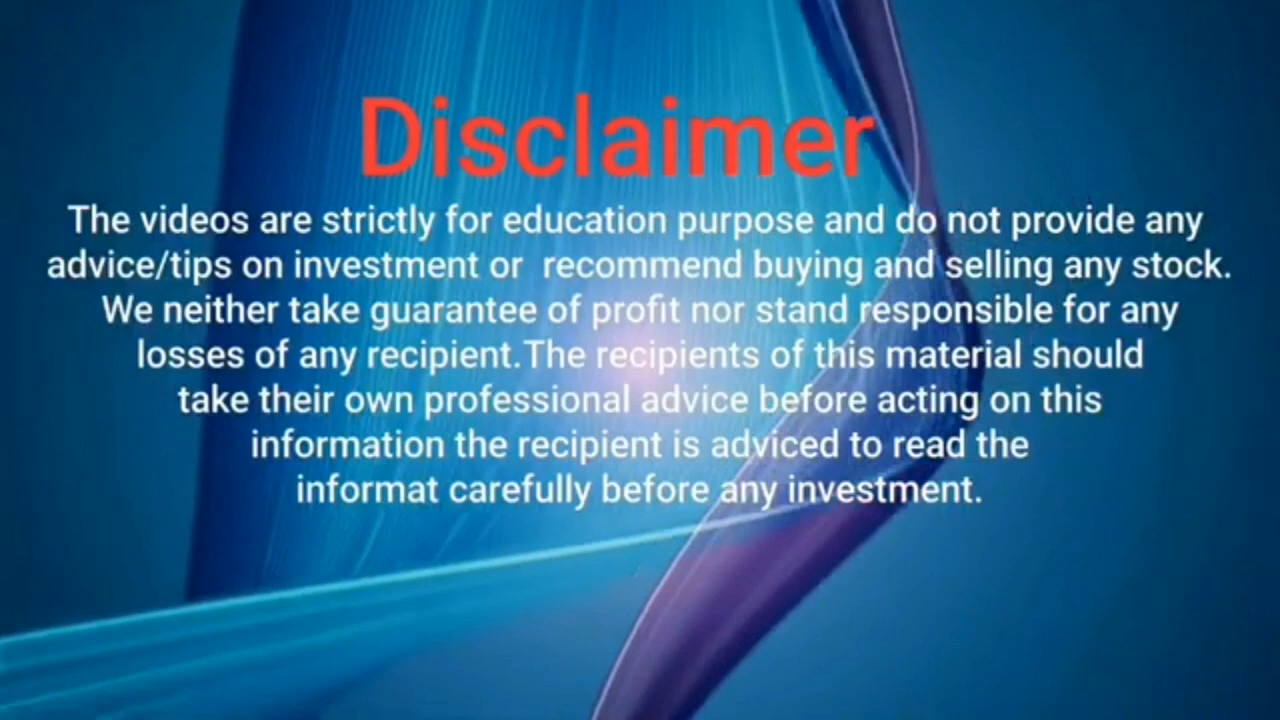 Disclaimer
The videos are strictly for education purpose and do not provide any
advice/tips on investment or  recommend buying and selling any stock.
We neither take guarantee of profit nor stand responsible for any
losses of any recipient.The recipients of this material should
take their own professional advice before acting on this
information the recipient is adviced to read the
informat carefully before any investment.